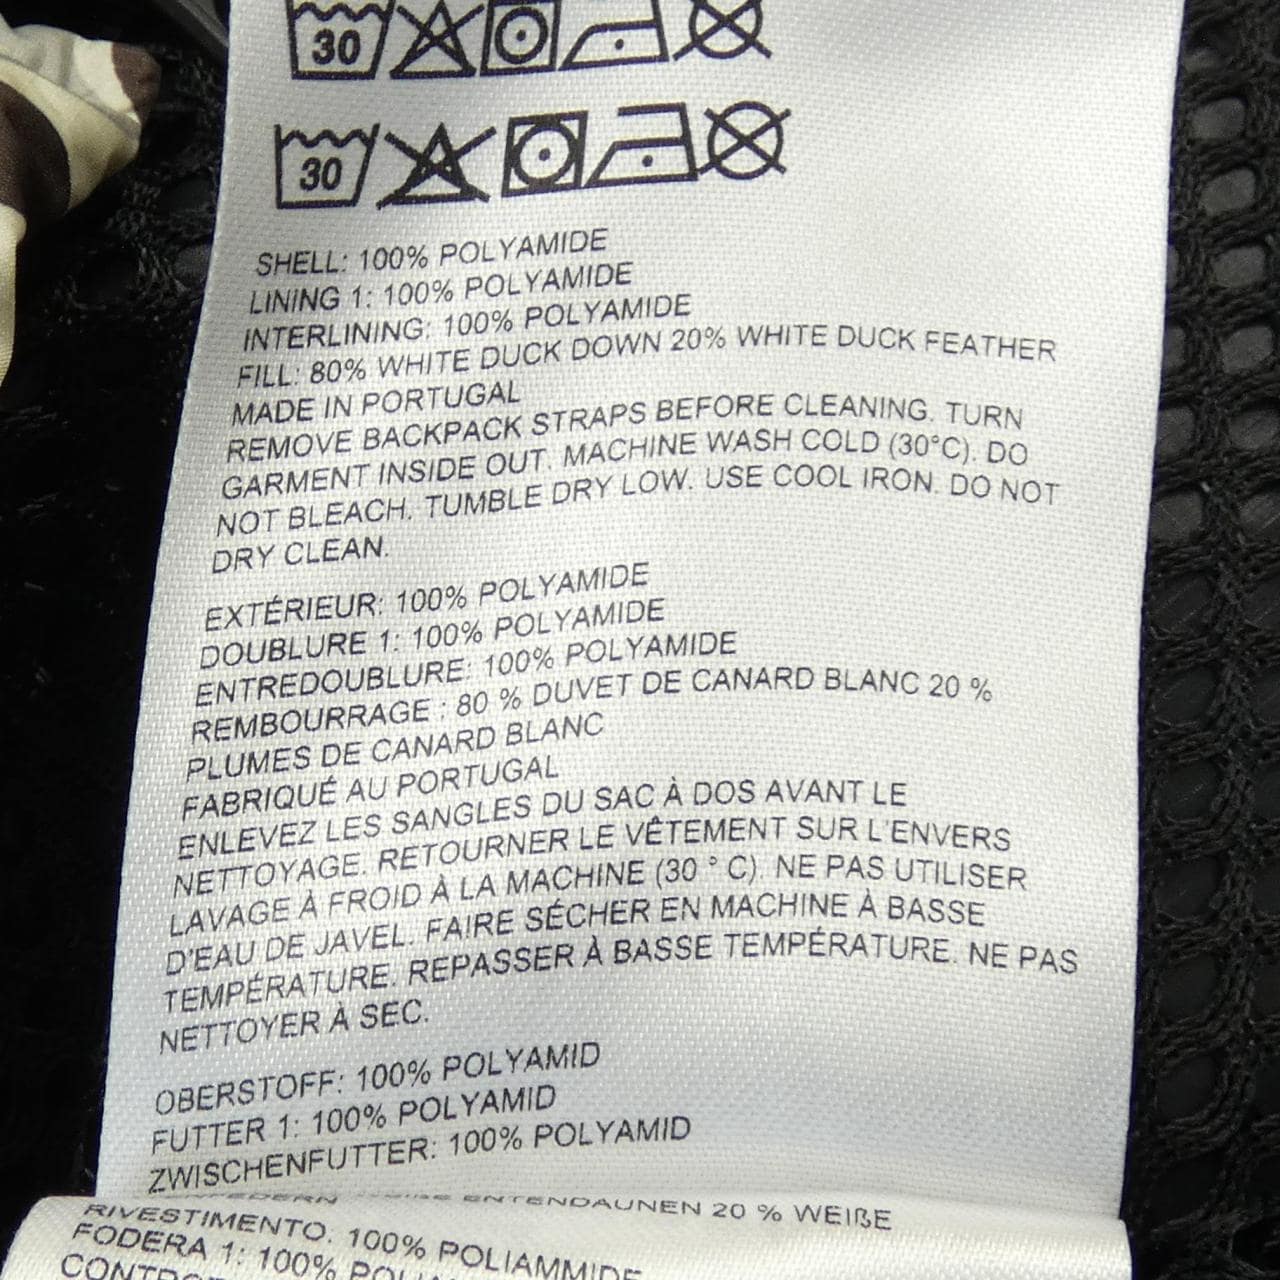 30
30
SHELL: 100% POLYAMIDE
LINING 1: 100% POLYAMIDE
INTERLINING: 100% POLYAMIDE
FILL: 80% WHITE DUCK DOWN 20% WHITE DUCK FEATHER
MADE IN PORTUGAL
REMOVE BACKPACK STRAPS BEFORE CLEANING. TURN
GARMENT INSIDE OUT. MACHINE WASH COLD (30°C). DO
NOT BLEACH. TUMBLE DRY LOW. USE COOL IRON. DO NOT
DRY CLEAN.
EXTÉRIEUR: 100% POLYAMIDE
DOUBLURE 1: 100% POLYAMIDE
ENTREDOUBLURE: 100% POLYAMIDE
REMBOURRAGE : 80 % DUVET DE CANARD BLANC 20 %
PLUMES DE CANARD BLANC
FABRIQUÉ AU PORTUGAL
ENLEVEZ LES SANGLES DU SAC À DOS AVANT LE
NETTOYAGE. RETOURNER LE VÊTEMENT SUR L'ENVERS
LAVAGE À FROID À LA MACHINE (30 ° C). NE PAS UTILISER
D'EAU DE JAVEL. FAIRE SÉCHER EN MACHINE À BASSE
TEMPÉRATURE. REPASSER À BASSE TEMPÉRATURE. NE PAS
NETTOYER À SEC.
OBERSTOFF: 100% POLYAMID
FUTTER 1: 100% POLYAMID
ZWISCHENFUTTER: 100% POLYAMID
ENTENDAUNEN 20 % WEIßE
RIVESTIMENTO: 100% POLIAMMIDE
FODERA 1: 100%